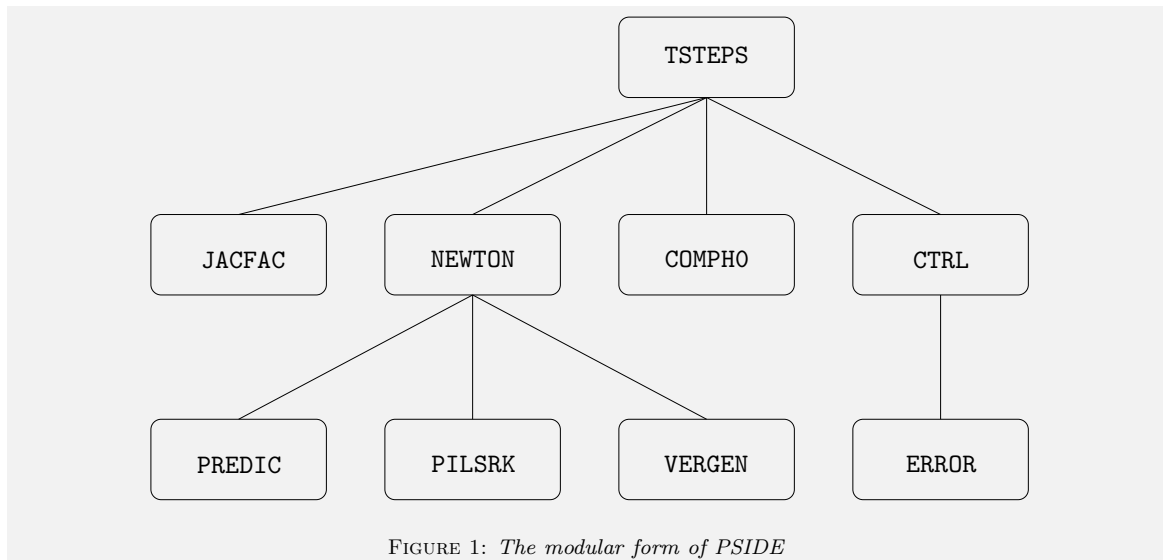 TSTEPS
JACFAC NEWTON COMPHO CTRL
PREDIC PILSRK VERGEN ERROR
FIGURE 1: The modular form of PSIDE